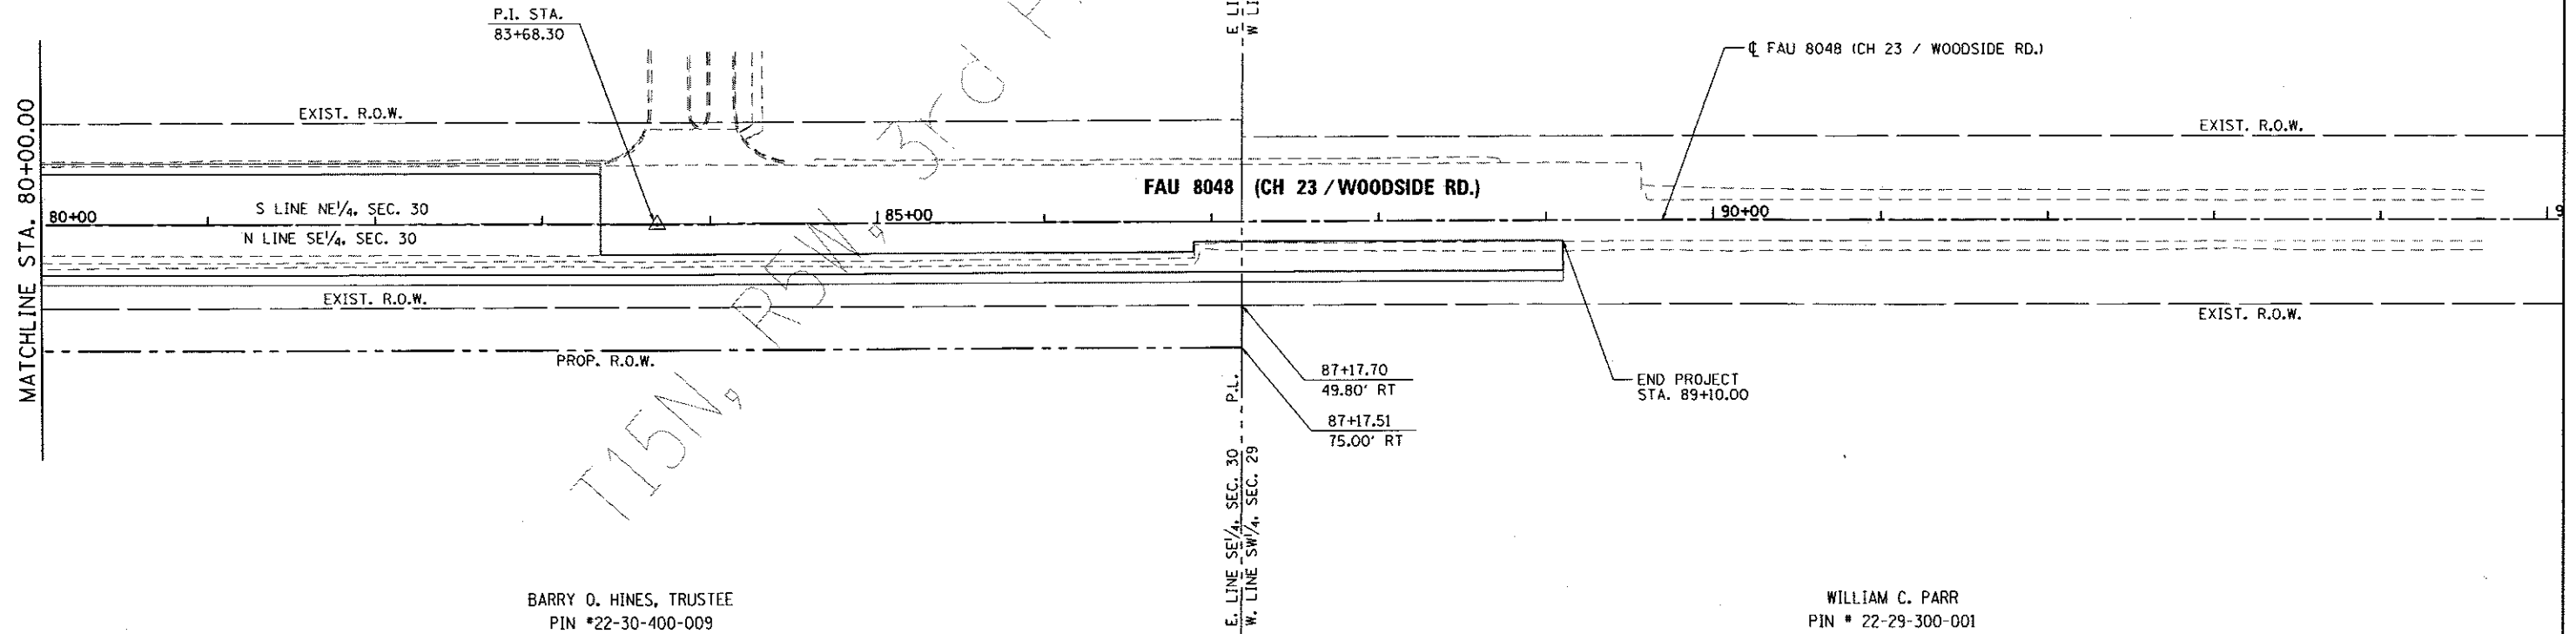 P.I. STA.
83+68.30
E LI
W LI
℄ FAU 8048 (CH 23 / WOODSIDE RD.)
MATCHLINE STA. 80+00.00
EXIST. R.O.W.
EXIST. R.O.W.
FAU 8048 (CH 23 / WOODSIDE RD.)
S LINE NE1/4, SEC. 30
80+00
85+00
90+00
9
N LINE SE1/4, SEC. 30
EXIST. R.O.W.
EXIST. R.O.W.
PROP. R.O.W.
T15N, R5W, 3rd P
87+17.70
49.80' RT
87+17.51
75.00' RT
END PROJECT
STA. 89+10.00
P.L.
E. LINE SE1/4, SEC. 30
W. LINE SW1/4, SEC. 29
BARRY O. HINES, TRUSTEE
PIN #22-30-400-009
WILLIAM C. PARR
PIN # 22-29-300-001